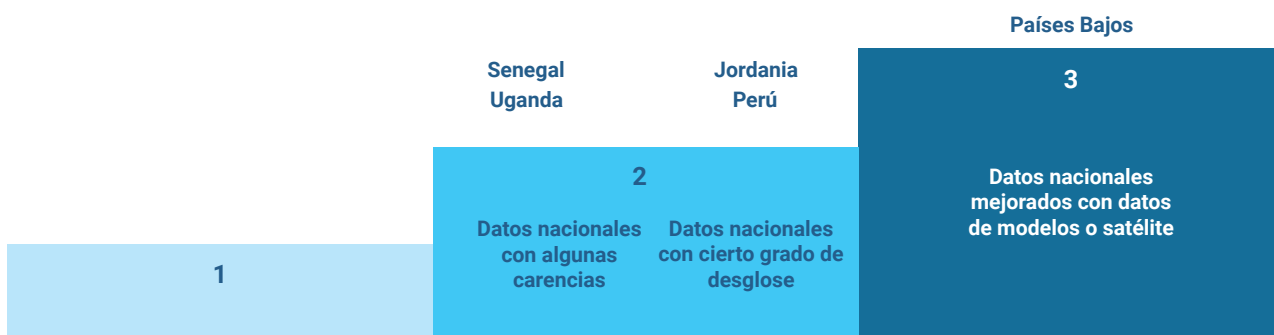 Países Bajos
Senegal
Uganda
Jordania
Perú
3
Datos nacionales
mejorados con datos
de modelos o satélite
2
Datos nacionales
con algunas
carencias
Datos nacionales
con cierto grado de
desglose
1